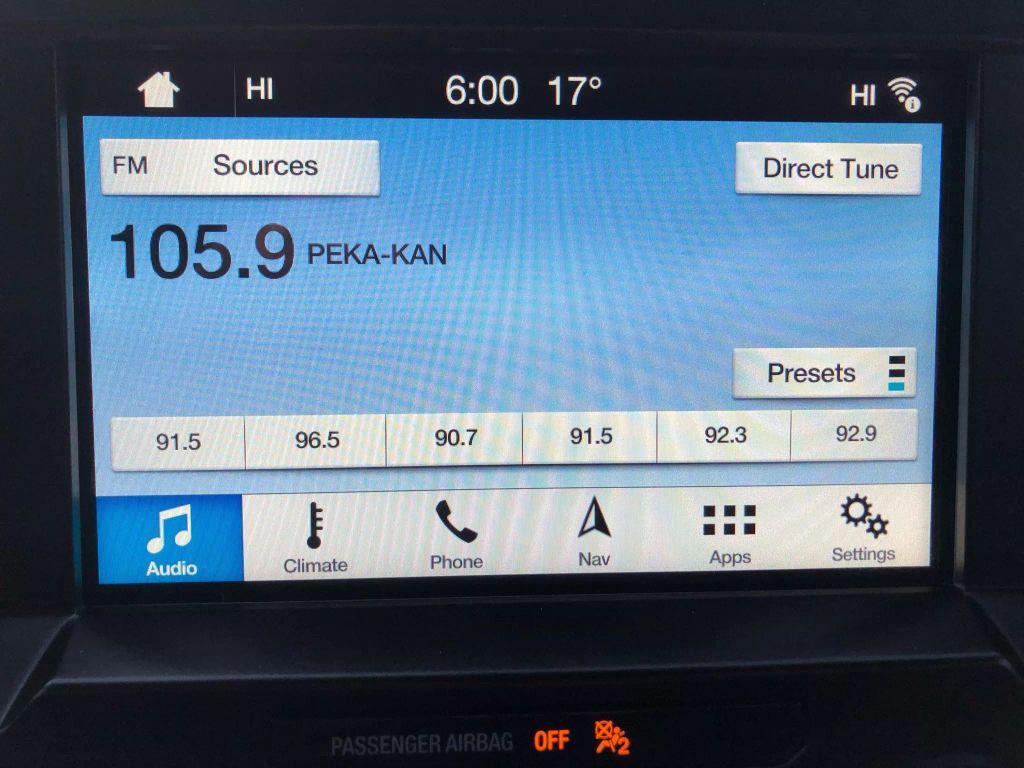 HI 6:00 17° HI
FM Sources Direct Tune
105.9 PEKA-KAN
Presets
91.5 96.5 90.7 91.5 92.3 92.9
Audio Climate Phone Nav Apps Settings
PASSENGER AIRBAG OFF 2